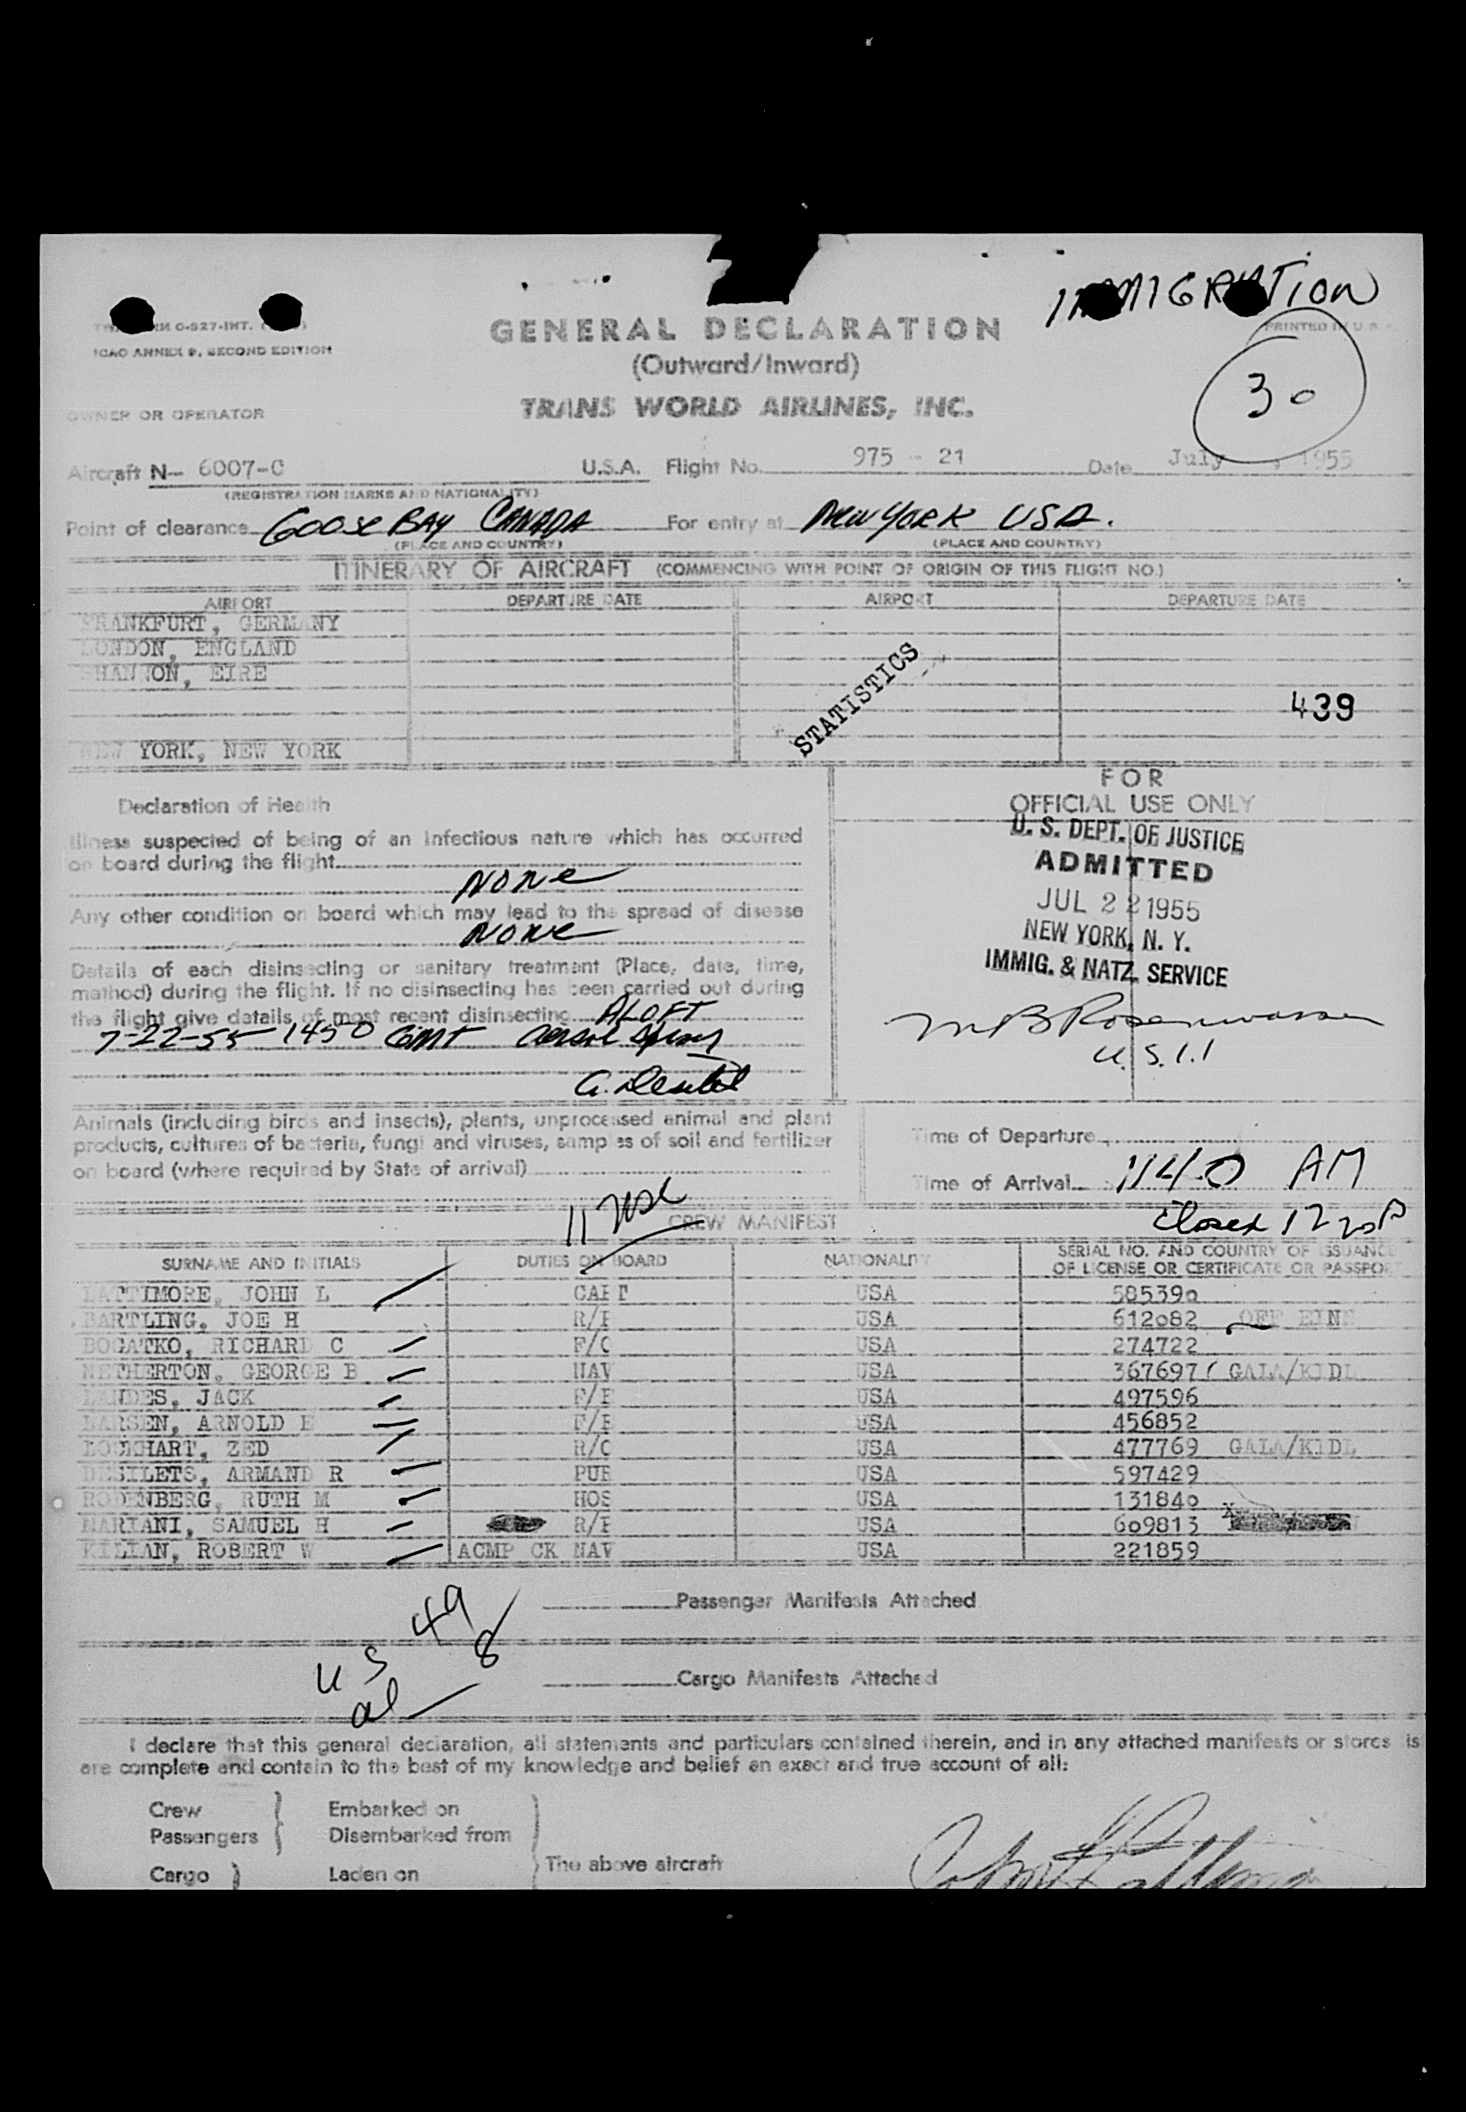 IMMIGRATION
PRINTED IN U.S.A.
ICAO ANNEX 9, SECOND EDITION
GENERAL DECLARATION
(Outward/Inward)
30
OWNER OR OPERATOR
TRANS WORLD AIRLINES, INC.
Aircraft N— 6007-C U.S.A. Flight No. 975 - 21 Date July , 1955
(REGISTRATION MARKS AND NATIONALITY)
Point of clearance GOOSE BAY CANADA For entry at NEW YORK USA.
(PLACE AND COUNTRY) (PLACE AND COUNTRY)
ITINERARY OF AIRCRAFT (COMMENCING WITH POINT OF ORIGIN OF THIS FLIGHT NO.)
AIRPORT DEPARTURE DATE AIRPORT DEPARTURE DATE
FRANKFURT, GERMANY
LONDON, ENGLAND
SHANNON, EIRE
STATISTICS
439
NEW YORK, NEW YORK
FOR
OFFICIAL USE ONLY
Declaration of Health
Illness suspected of being of an infectious nature which has occurred
on board during the flight
None
Any other condition on board which may lead to the spread of disease
None
Details of each disinsecting or sanitary treatment (Place, date, time,
method) during the flight. If no disinsecting has been carried out during
the flight give details of most recent disinsecting ALOFT
7-22-55 1450 GMT Aersol Spray
U. S. DEPT. OF JUSTICE
ADMITTED
JUL 22 1955
NEW YORK, N. Y.
IMMIG. & NATZ. SERVICE
M B Rosenwasser
U.S.I.I
Animals (including birds and insects), plants, unprocessed animal and plant
products, cultures of bacteria, fungi and viruses, samples of soil and fertilizer
on board (where required by State of arrival)
Time of Departure
Time of Arrival 1140 AM
Closed 12 20 P
11 USC
CREW MANIFEST
SURNAME AND INITIALS DUTIES ON BOARD NATIONALITY SERIAL NO. AND COUNTRY OF ISSUANCE
OF LICENSE OR CERTIFICATE OR PASSPORT
LATTIMORE, JOHN L CAPT USA 585390
BARTLING, JOE H R/F USA 612082
BOGATKO, RICHARD C F/O USA 274722
NETHERTON, GEORGE B NAV USA 367697 GALA/KIDL
LANDES, JACK F/E USA 497596
LARSEN, ARNOLD E F/E USA 456852
LOCKHART, ZED R/O USA 477769 GALA/KIDL
DESILETS, ARMAND R PUR USA 597429
RODENBERG, RUTH M HOS USA 131840
MARIANI, SAMUEL H R/F USA 609813
KILIAN, ROBERT W ACMP CK NAV USA 221859
Passenger Manifests Attached
US 49
al 8
Cargo Manifests Attached
I declare that this general declaration, all statements and particulars contained therein, and in any attached manifests or stores lis
are complete and contain to the best of my knowledge and belief an exact and true account of all:
Crew Embarked on
Passengers Disembarked from
The above aircraft
Cargo Laden on